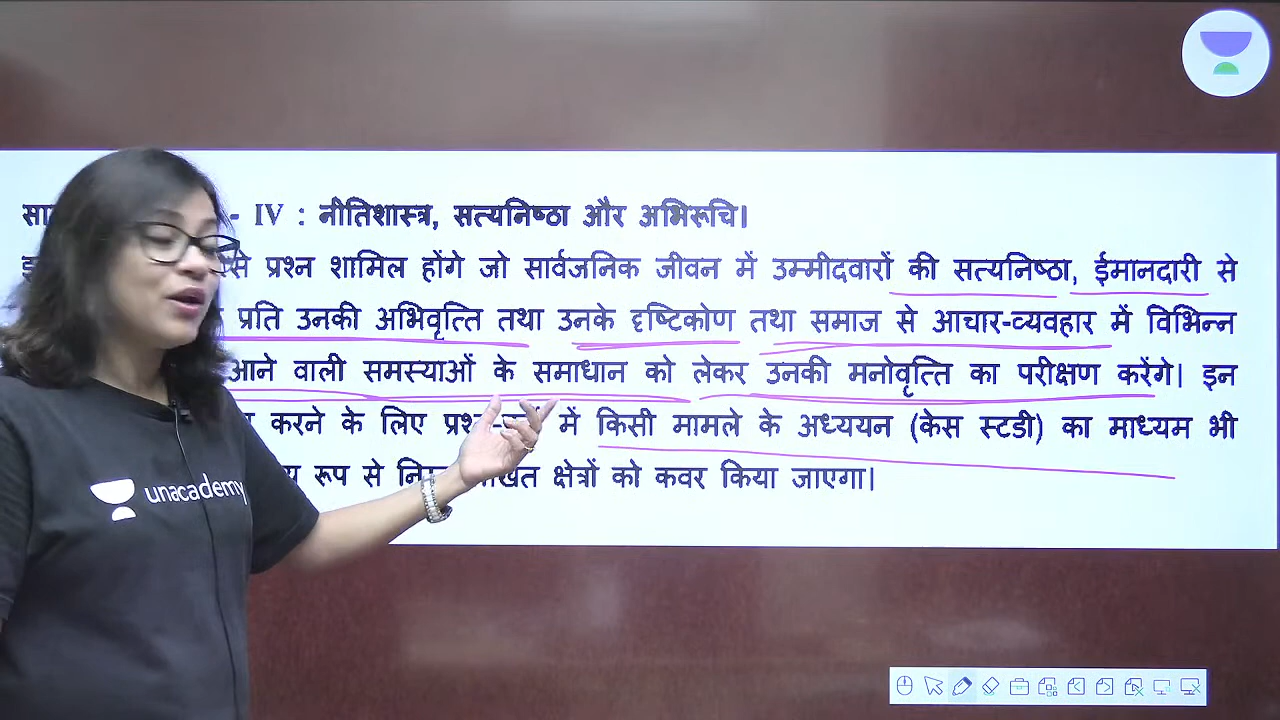 - IV : नीतिशास्त्र, सत्यनिष्ठा और अभिरूचि।
प्रश्न शामिल होंगे जो सार्वजनिक जीवन में उम्मीदवारों की सत्यनिष्ठा, ईमानदारी से
प्रति उनकी अभिवृत्ति तथा उनके दृष्टिकोण तथा समाज से आचार-व्यवहार में विभिन्न
आने वाली समस्याओं के समाधान को लेकर उनकी मनोवृत्ति का परीक्षण करेंगे। इन
करने के लिए में किसी मामले के अध्ययन (केस स्टडी) का माध्यम भी
रूप से क्षेत्रों को कवर किया जाएगा।
unacademy